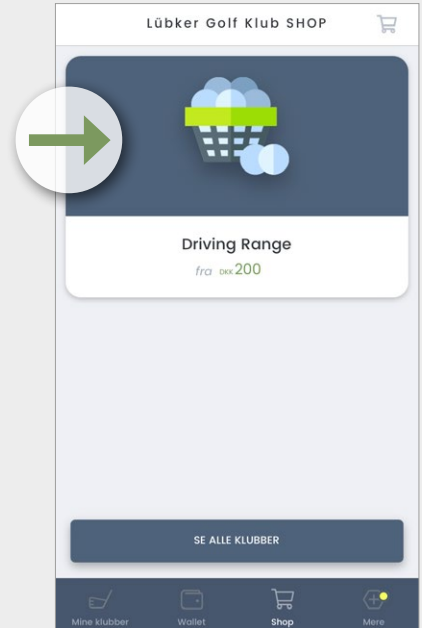 Lübker Golf Klub SHOP
Driving Range
fra DKK 200
SE ALLE KLUBBER
Mine klubber Wallet Shop Mere